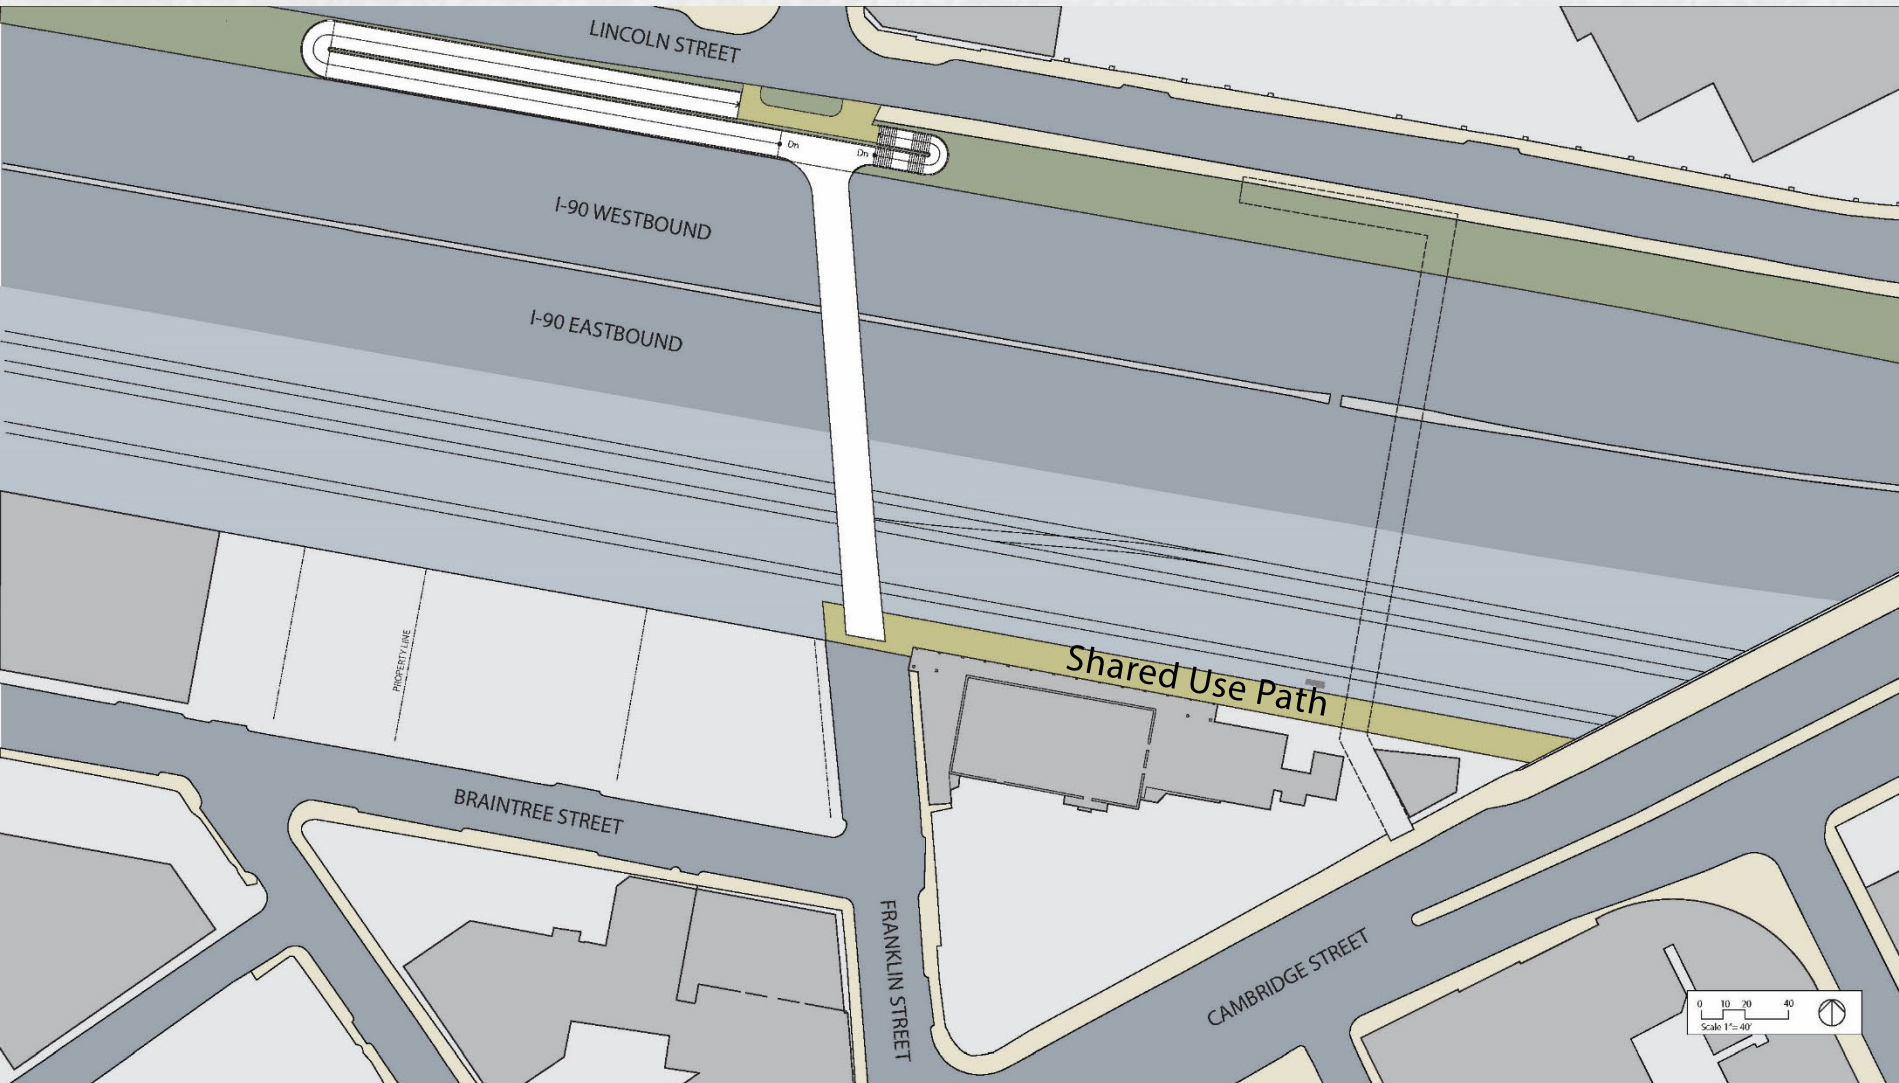 LINCOLN STREET
Dn
Dn
I-90 WESTBOUND
I-90 EASTBOUND
PROPERTY LINE
Shared Use Path
BRAINTREE STREET
FRANKLIN STREET
CAMBRIDGE STREET
0 10 20 40
Scale 1"= 40'